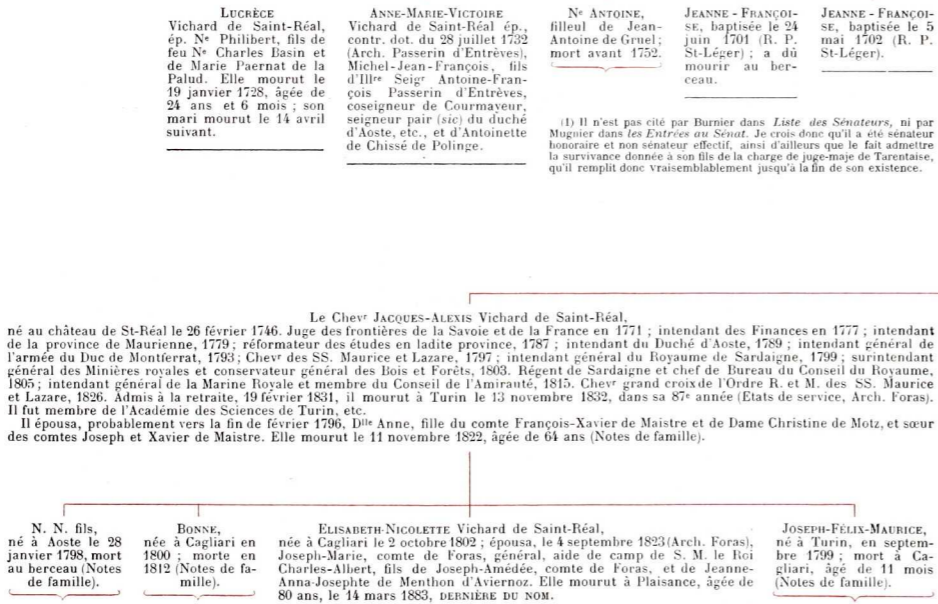 LUCRÈCE
Vichard de Saint-Réal,
ép. Nᵉ Philibert, fils de
feu Nᵉ Charles Basin et
de Marie Paernat de la
Palud. Elle mourut le
19 janvier 1728, âgée de
24 ans et 6 mois ; son
mari mourut le 14 avril
suivant.
ANNE-MARIE-VICTOIRE
Vichard de Saint-Réal ép.,
contr. dot. du 28 juillet 1732
(Arch. Passerin d'Entrèves),
Michel-Jean-François, fils
d'Illʳᵉ Seigʳ Antoine-Fran-
çois Passerin d'Entrèves,
coseigneur de Courmayeur,
seigneur pair (sic) du duché
d'Aoste, etc., et d'Antoinette
de Chissé de Polinge.
Nᵉ ANTOINE,
filleul de Jean-
Antoine de Gruel ;
mort avant 1752.
JEANNE-FRANÇOI-
SE, baptisée le 24
juin 1701 (R. P.
St-Léger) ; a dû
mourir au ber-
ceau.
JEANNE-FRANÇOI-
SE, baptisée le 5
mai 1702 (R. P.
St-Léger).
(1) Il n'est pas cité par Burnier dans Liste des Sénateurs, ni par
Mugnier dans les Entrées au Sénat. Je crois donc qu'il a été sénateur
honoraire et non sénateur effectif, ainsi d'ailleurs que le fait admettre
la survivance donnée à son fils de la charge de juge-maje de Tarentaise,
qu'il remplit donc vraisemblablement jusqu'à la fin de son existence.
Le Chevʳ JACQUES-ALEXIS Vichard de Saint-Réal,
né au château de St-Réal le 26 février 1746. Juge des frontières de la Savoie et de la France en 1771 ; intendant des Finances en 1777 ; intendant
de la province de Maurienne, 1779 ; réformateur des études en ladite province, 1787 ; intendant du Duché d'Aoste, 1789 ; intendant général de
l'armée du Duc de Montferrat, 1793 ; Chevʳ des SS. Maurice et Lazare, 1797 ; intendant général du Royaume de Sardaigne, 1799 ; surintendant
général des Minières royales et conservateur général des Bois et Forêts, 1803. Régent de Sardaigne et chef de Bureau du Conseil du Royaume,
1805 ; intendant général de la Marine Royale et membre du Conseil de l'Amirauté, 1815. Chevʳ grand croix de l'Ordre R. et M. des SS. Maurice
et Lazare, 1826. Admis à la retraite, 19 février 1831, il mourut à Turin le 13 novembre 1832, dans sa 87ᵉ année (Etats de service, Arch. Foras).
Il fut membre de l'Académie des Sciences de Turin, etc.
Il épousa, probablement vers la fin de février 1796, Dˡˡᵉ Anne, fille du comte François-Xavier de Maistre et de Dame Christine de Motz, et sœur
des comtes Joseph et Xavier de Maistre. Elle mourut le 11 novembre 1822, âgée de 64 ans (Notes de famille).
N. N. fils,
né à Aoste le 28
janvier 1798, mort
au berceau (Notes
de famille).
BONNE,
née à Cagliari en
1800 ; morte en
1812 (Notes de fa-
mille).
ELISABETH-NICOLETTE Vichard de Saint-Réal,
née à Cagliari le 2 octobre 1802 ; épousa, le 4 septembre 1823 (Arch. Foras),
Joseph-Marie, comte de Foras, général, aide de camp de S. M. le Roi
Charles-Albert, fils de Joseph-Amédée, comte de Foras, et de Jeanne-
Anna-Josephte de Menthon d'Aviernoz. Elle mourut à Plaisance, âgée de
80 ans, le 14 mars 1883, DERNIÈRE DU NOM.
JOSEPH-FÉLIX-MAURICE,
né à Turin, en septem-
bre 1799 ; mort à Ca-
gliari, âgé de 11 mois
(Notes de famille).